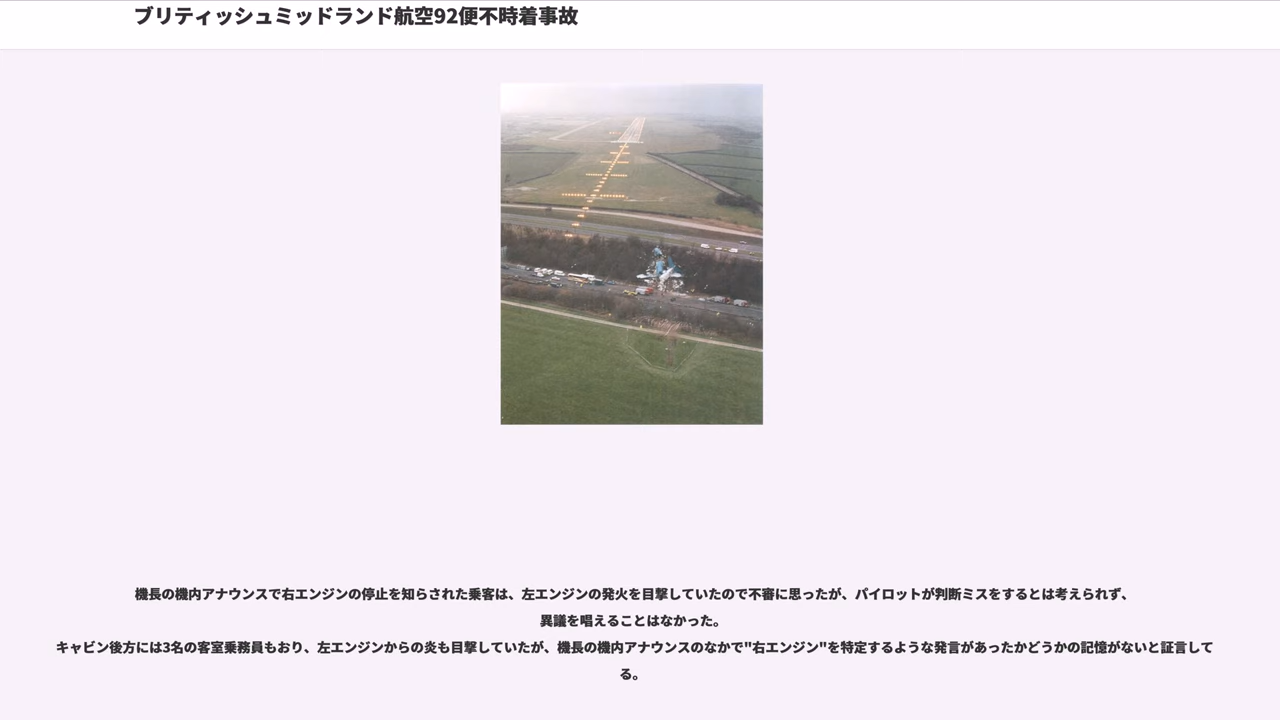 ブリティッシュミッドランド航空92便不時着事故
機長の機内アナウンスで右エンジンの停止を知らされた乗客は、左エンジンの発火を目撃していたので不審に思ったが、パイロットが判断ミスをするとは考えられず、
異議を唱えることはなかった。
キャビン後方には3名の客室乗務員もおり、左エンジンからの炎も目撃していたが、機長の機内アナウンスのなかで"右エンジン"を特定するような発言があったかどうかの記憶がないと証言して
る。